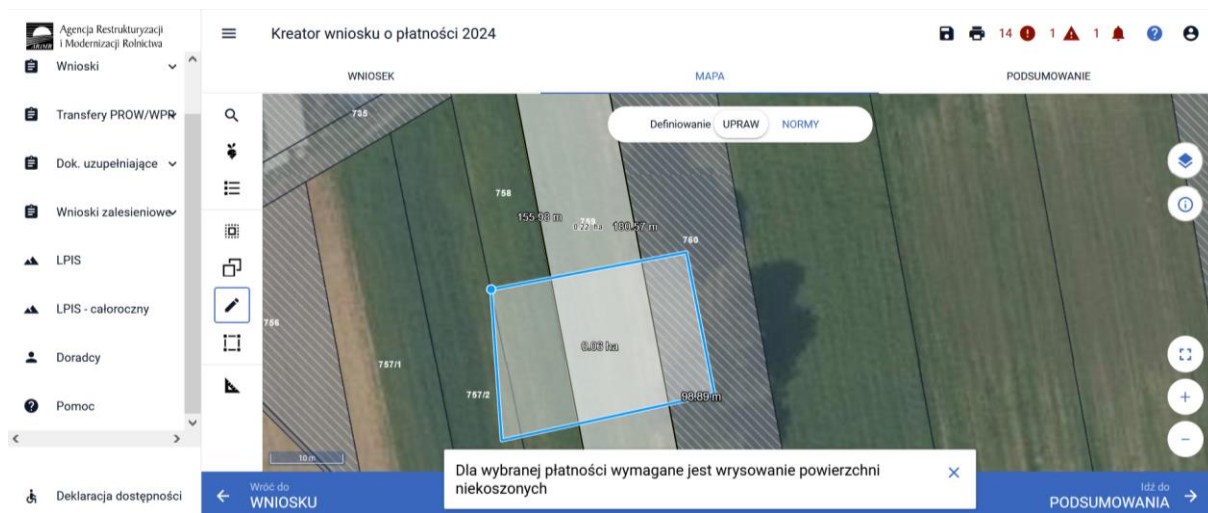 Agencja Restrukturyzacji
i Modernizacji Rolnictwa
ARiMR
Kreator wniosku o płatności 2024
14
1
1
Wnioski
Transfery PROW/WPR
Dok. uzupełniające
Wnioski zalesieniowe
LPIS
LPIS - całoroczny
Doradcy
Pomoc
Deklaracja dostępności
WNIOSEK
MAPA
PODSUMOWANIE
Definiowanie UPRAW NORMY
735
758
155.98 m
759
0.22 ha
180.57 m
760
756
757/1
0.03 ha
757/2
98.89 m
10 m
Dla wybranej płatności wymagane jest wrysowanie powierzchni
niekoszonych
Wróć do
WNIOSKU
Idź do
PODSUMOWANIA